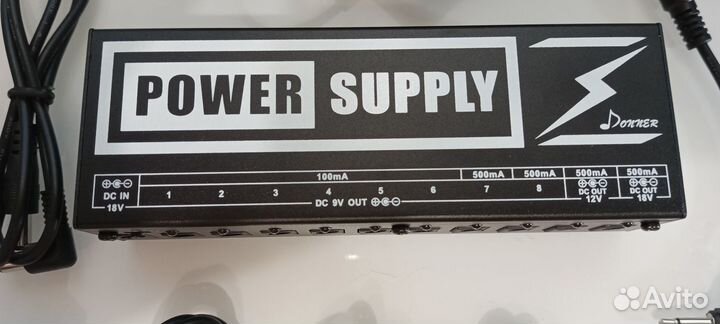 POWER SUPPLY
DONNER
100mA 500mA 500mA 500mA 500mA
DC IN 1 2 3 4 5 6 7 8 DC OUT DC OUT
18V DC 9V OUT 12V 18V
Avito